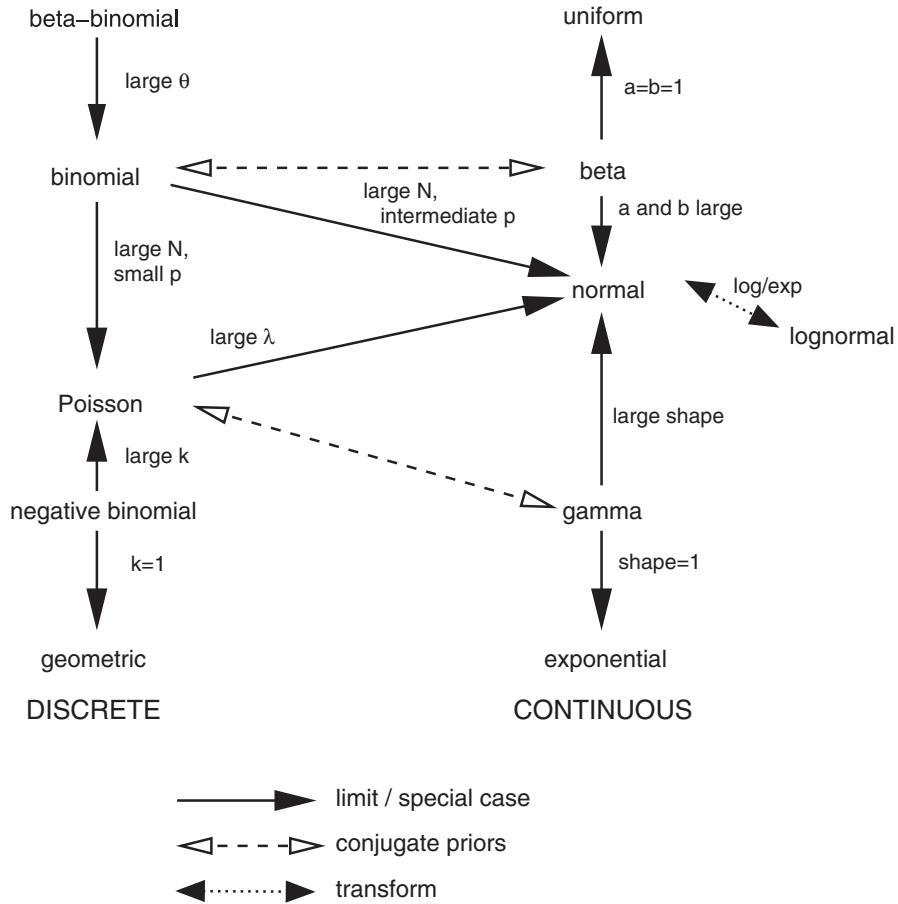 beta–binomial
uniform
large θ
a=b=1
binomial
beta
large N,
intermediate p
a and b large
large N,
small p
normal
log/exp
lognormal
large λ
Poisson
large shape
large k
negative binomial
gamma
k=1
shape=1
geometric
exponential
DISCRETE
CONTINUOUS
limit / special case
conjugate priors
transform